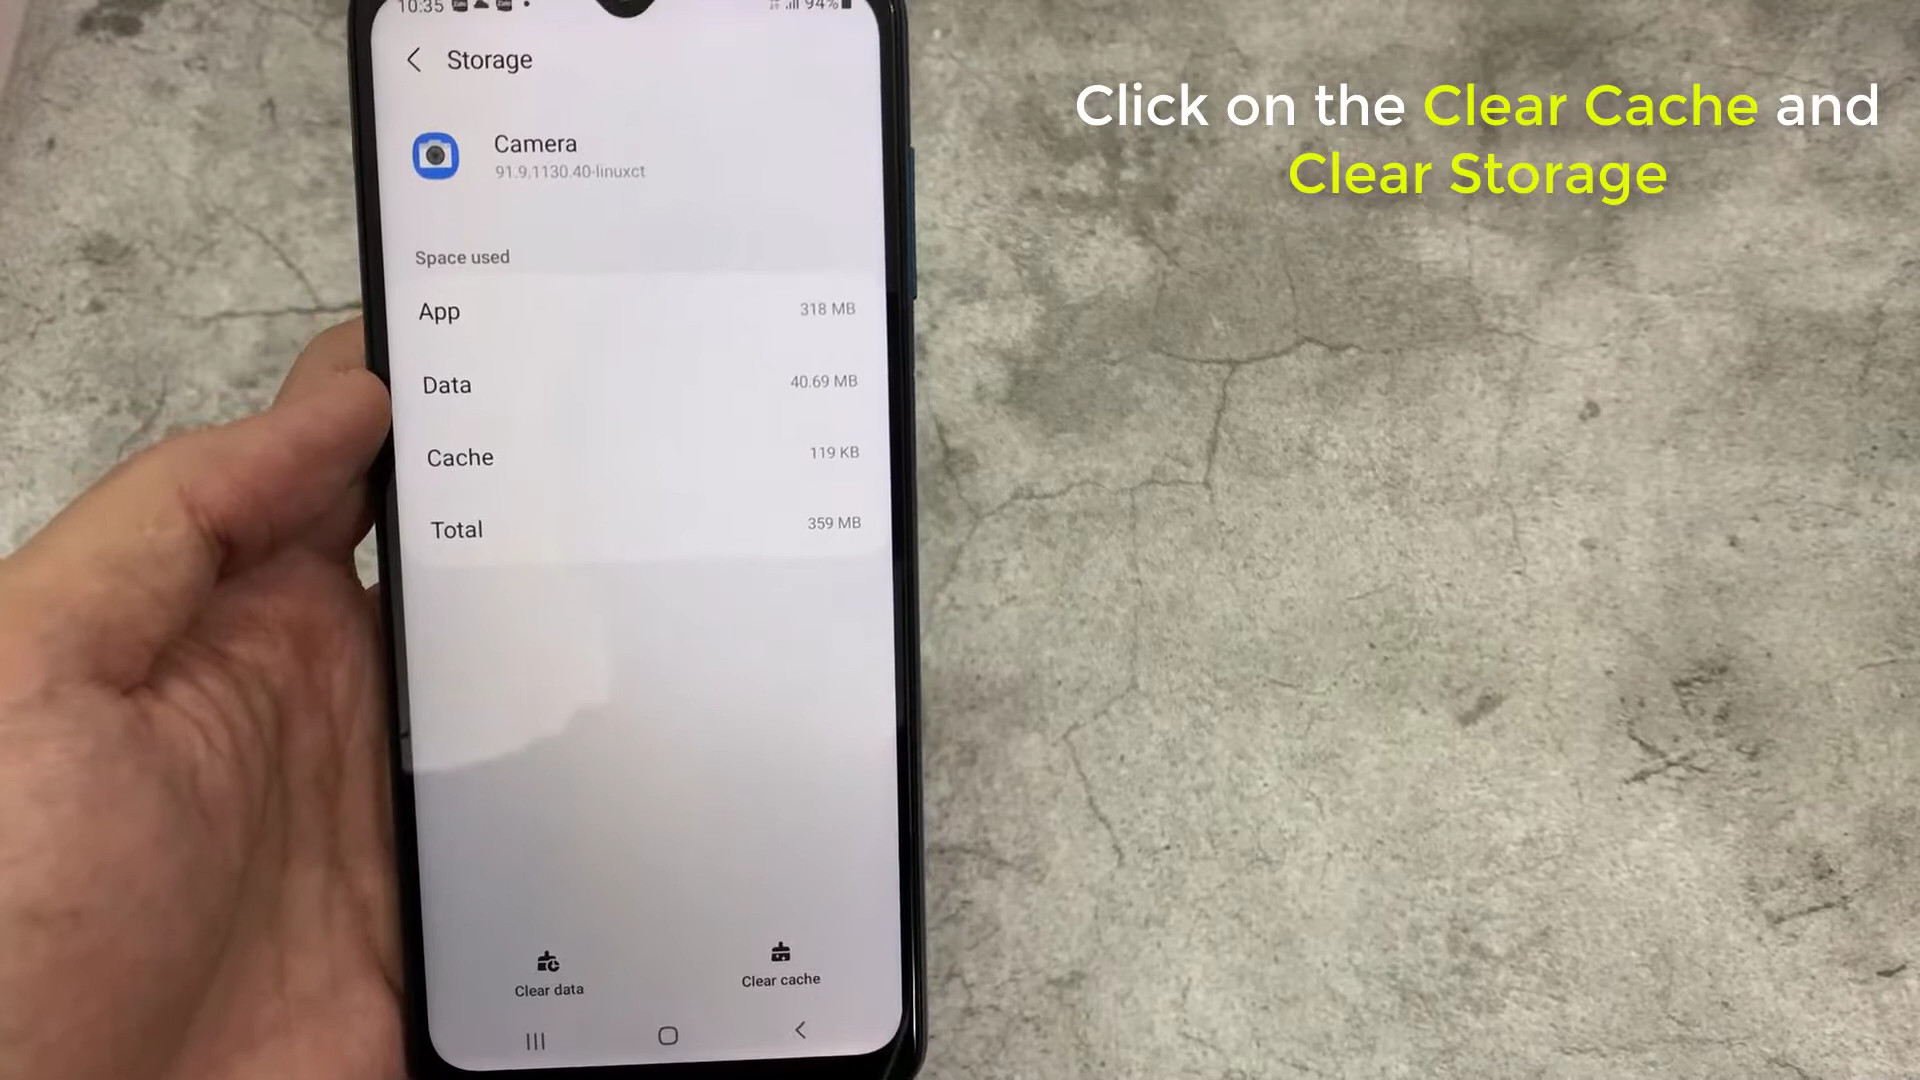 10:35
94%
Storage
Click on the Clear Cache and
Clear Storage
Camera
91.9.1130.40-linuxct
Space used
App 318 MB
Data 40.69 MB
Cache 119 KB
Total 359 MB
Clear data
Clear cache